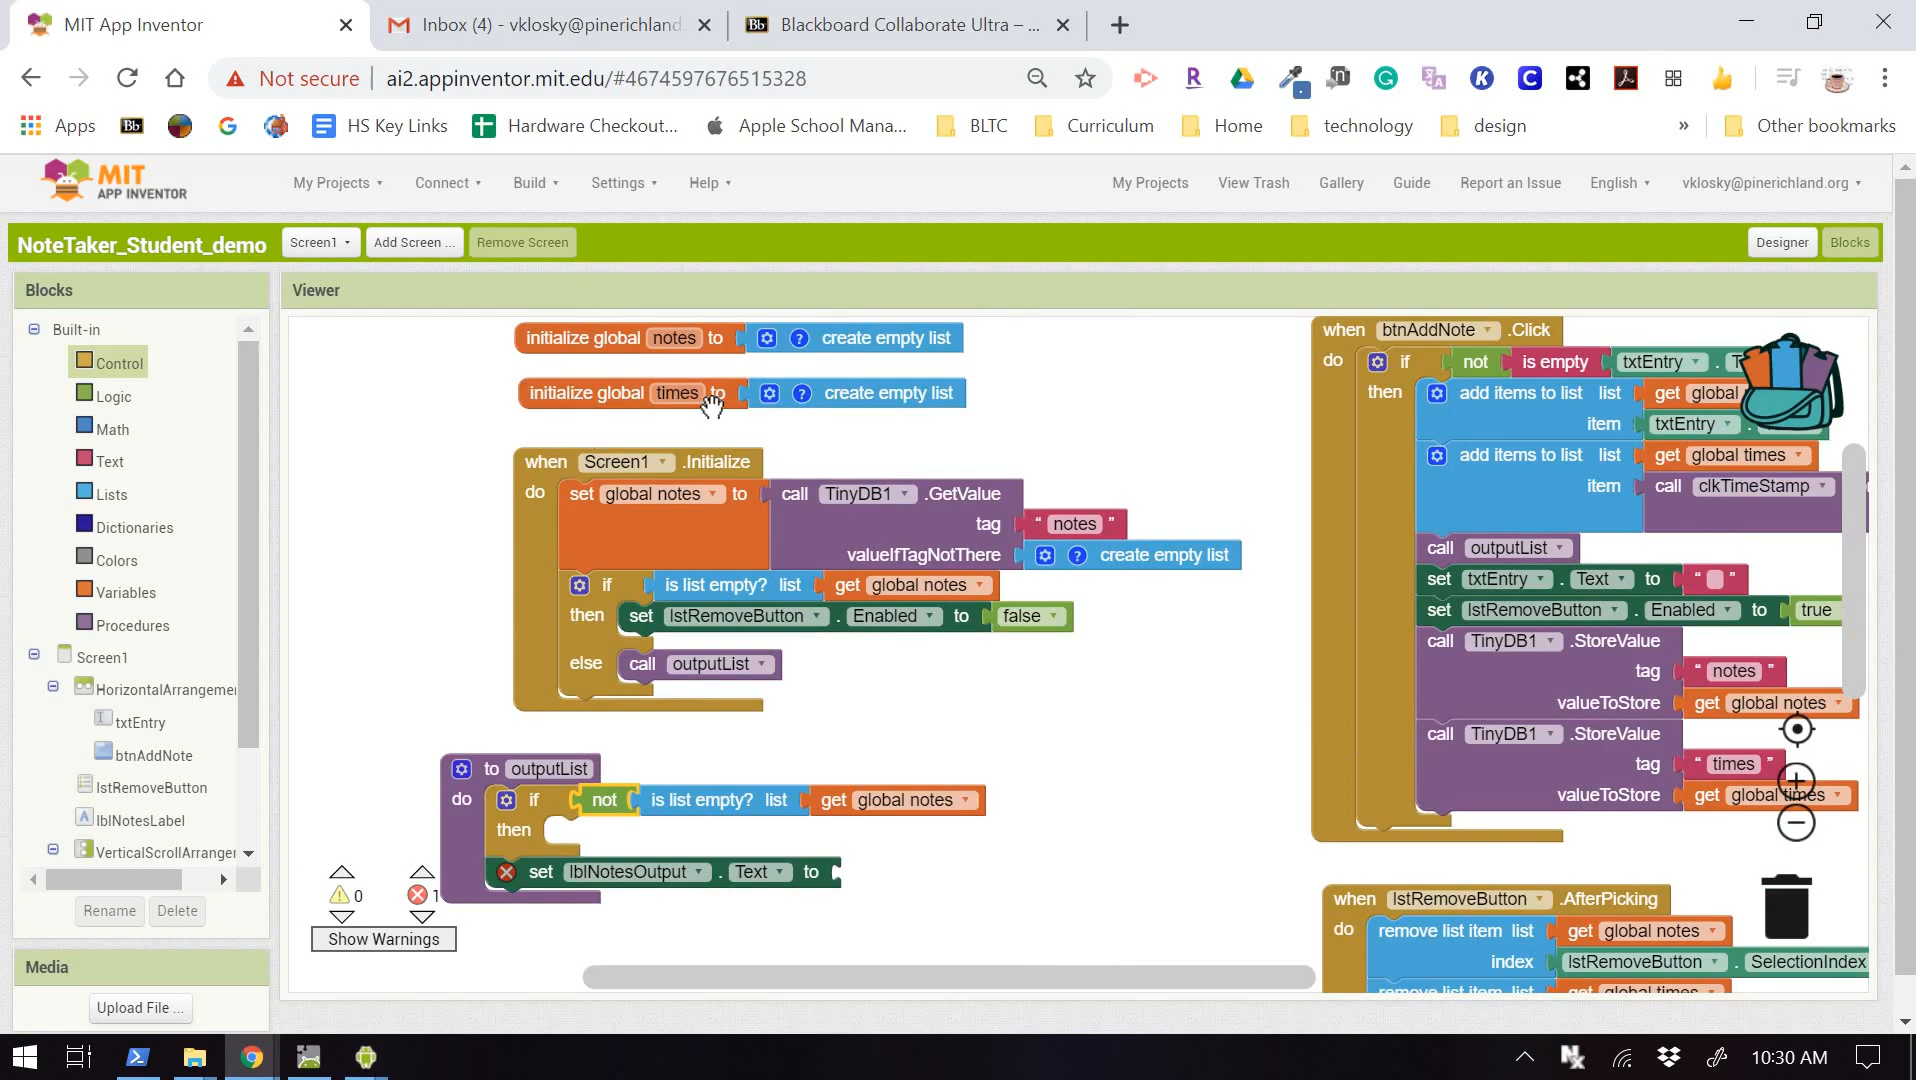 MIT App Inventor
Inbox (4) - vklosky@pinerichland
Blackboard Collaborate Ultra – ...
Not secure
ai2.appinventor.mit.edu/#4674597676515328
Apps
HS Key Links
Hardware Checkout...
Apple School Mana...
BLTC
Curriculum
Home
technology
design
»
Other bookmarks
MIT
APP INVENTOR
My Projects
Connect
Build
Settings
Help
My Projects
View Trash
Gallery
Guide
Report an Issue
English
vklosky@pinerichland.org
NoteTaker_Student_demo
Screen1
Add Screen ...
Remove Screen
Designer
Blocks
Blocks
Viewer
Built-in
Control
Logic
Math
Text
Lists
Dictionaries
Colors
Variables
Procedures
Screen1
HorizontalArrangemen
txtEntry
btnAddNote
lstRemoveButton
lblNotesLabel
VerticalScrollArranger
Rename
Delete
Media
Upload File ...
initialize global notes to create empty list
initialize global times to create empty list
when Screen1 .Initialize
do set global notes to call TinyDB1 .GetValue
tag " notes "
valueIfTagNotThere create empty list
if is list empty? list get global notes
then set lstRemoveButton . Enabled to false
else call outputList
to outputList
do if not is list empty? list get global notes
then
set lblNotesOutput . Text to
0
1
Show Warnings
when btnAddNote .Click
do if not is empty txtEntry . T
then add items to list list get global
item txtEntry .
add items to list list get global times
item call clkTimeStamp
call outputList
set txtEntry . Text to " "
set lstRemoveButton . Enabled to true
call TinyDB1 .StoreValue
tag " notes "
valueToStore get global notes
call TinyDB1 .StoreValue
tag " times "
valueToStore get global times
when lstRemoveButton .AfterPicking
do remove list item list get global notes
index lstRemoveButton . SelectionIndex
remove list item list get global times
10:30 AM